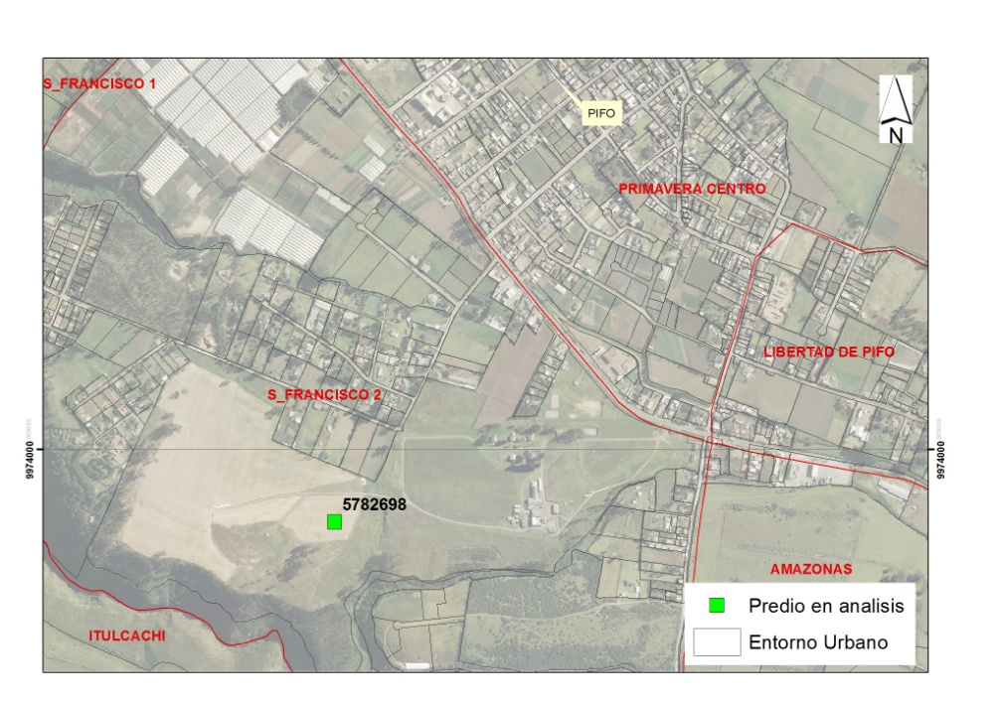 S_FRANCISCO 1
PIFO
N
PRIMAVERA CENTRO
LIBERTAD DE PIFO
S_FRANCISCO 2
9974000
9974000
5782698
AMAZONAS
ITULCACHI
Predio en analisis
Entorno Urbano